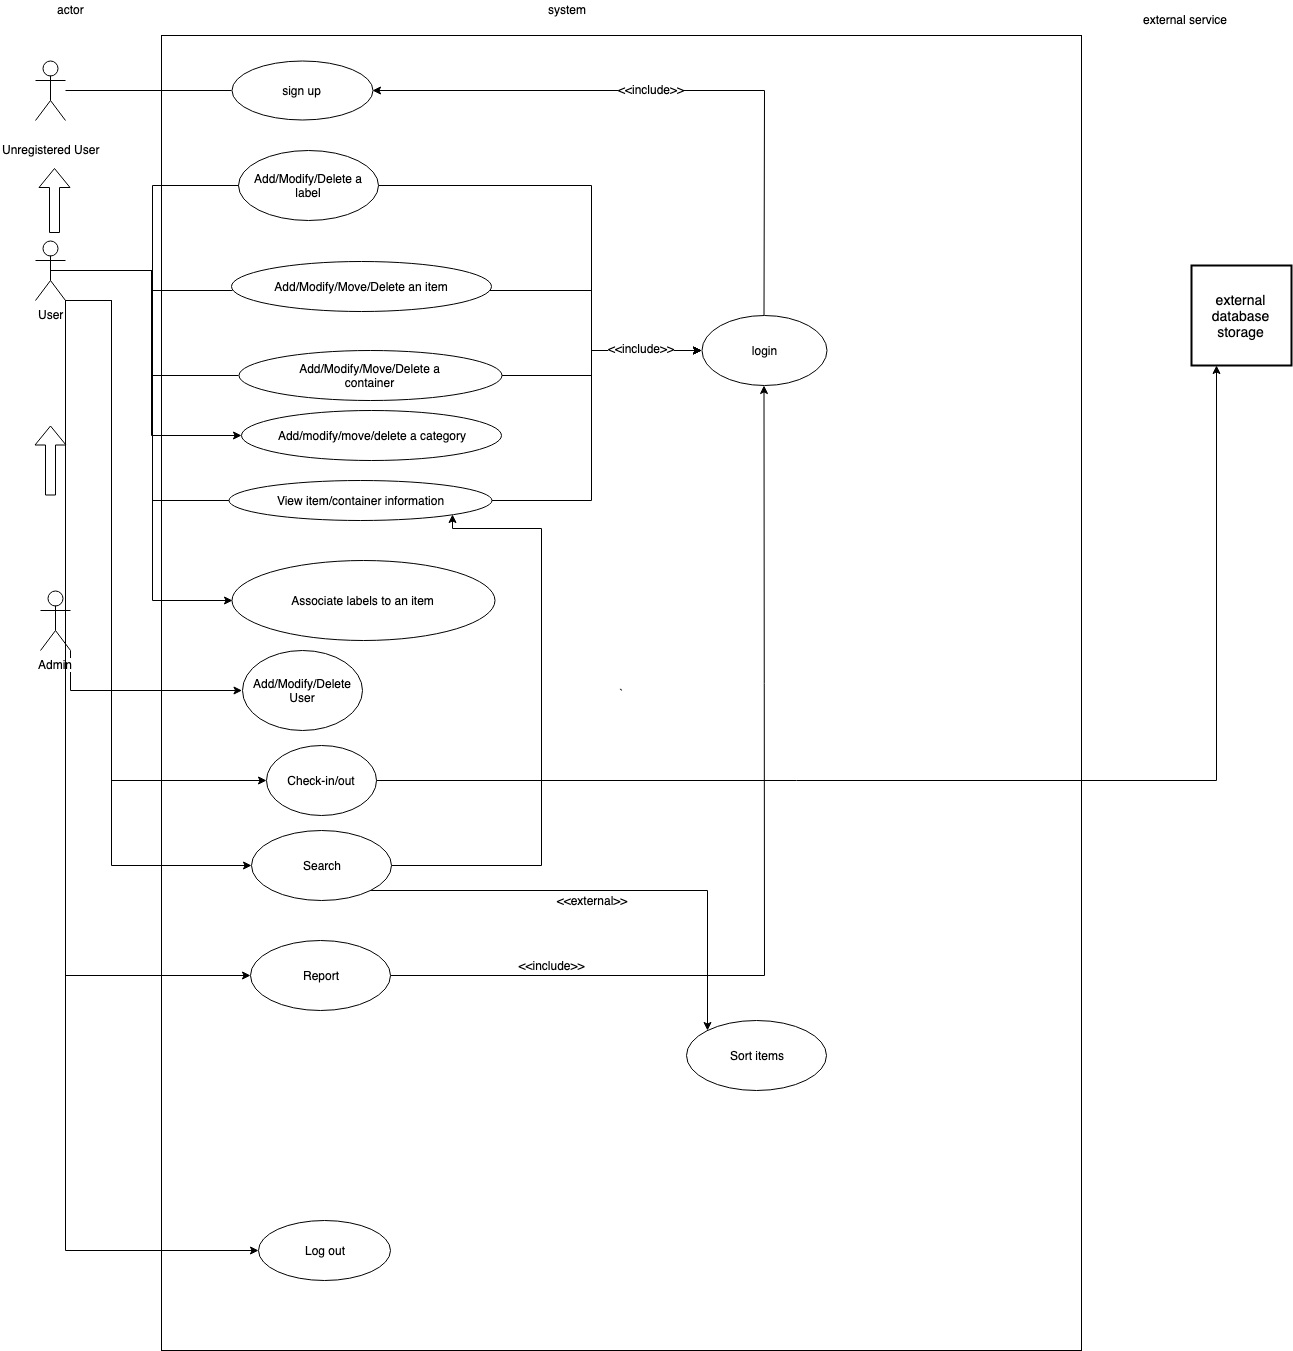 actor
system
external service
sign up
<<include>>
Unregistered User
Add/Modify/Delete a
label
User
Add/Modify/Move/Delete an item
external
database
storage
<<include>>
login
Add/Modify/Move/Delete a
container
Add/modify/move/delete a category
View item/container information
Associate labels to an item
Admin
Add/Modify/Delete
User
`
Check-in/out
Search
<<external>>
<<include>>
Report
Sort items
Log out